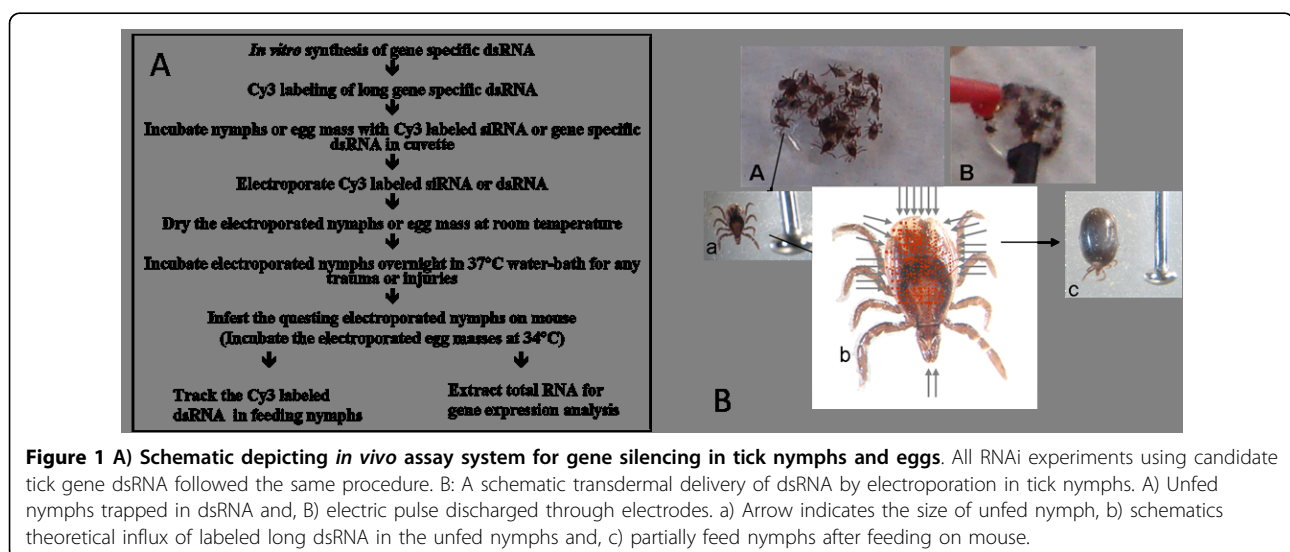 A
In vitro synthesis of gene specific dsRNA
Cy3 labeling of long gene specific dsRNA
Incubate nymphs or egg mass with Cy3 labeled siRNA or gene specific
dsRNA in cuvette
Electroporate Cy3 labeled siRNA or dsRNA
Dry the electroporated nymphs or egg mass at room temperature
Incubate electroporated nymphs overnight in 37°C water-bath for any
trauma or injuries
Infest the questing electroporated nymphs on mouse
(Incubate the electroporated egg masses at 34°C)
Track the Cy3 labeled
dsRNA in feeding nymphs
Extract total RNA for
gene expression analysis
A
B
a
b
c
B
Figure 1 A) Schematic depicting in vivo assay system for gene silencing in tick nymphs and eggs. All RNAi experiments using candidate
tick gene dsRNA followed the same procedure. B: A schematic transdermal delivery of dsRNA by electroporation in tick nymphs. A) Unfed
nymphs trapped in dsRNA and, B) electric pulse discharged through electrodes. a) Arrow indicates the size of unfed nymph, b) schematics
theoretical influx of labeled long dsRNA in the unfed nymphs and, c) partially feed nymphs after feeding on mouse.